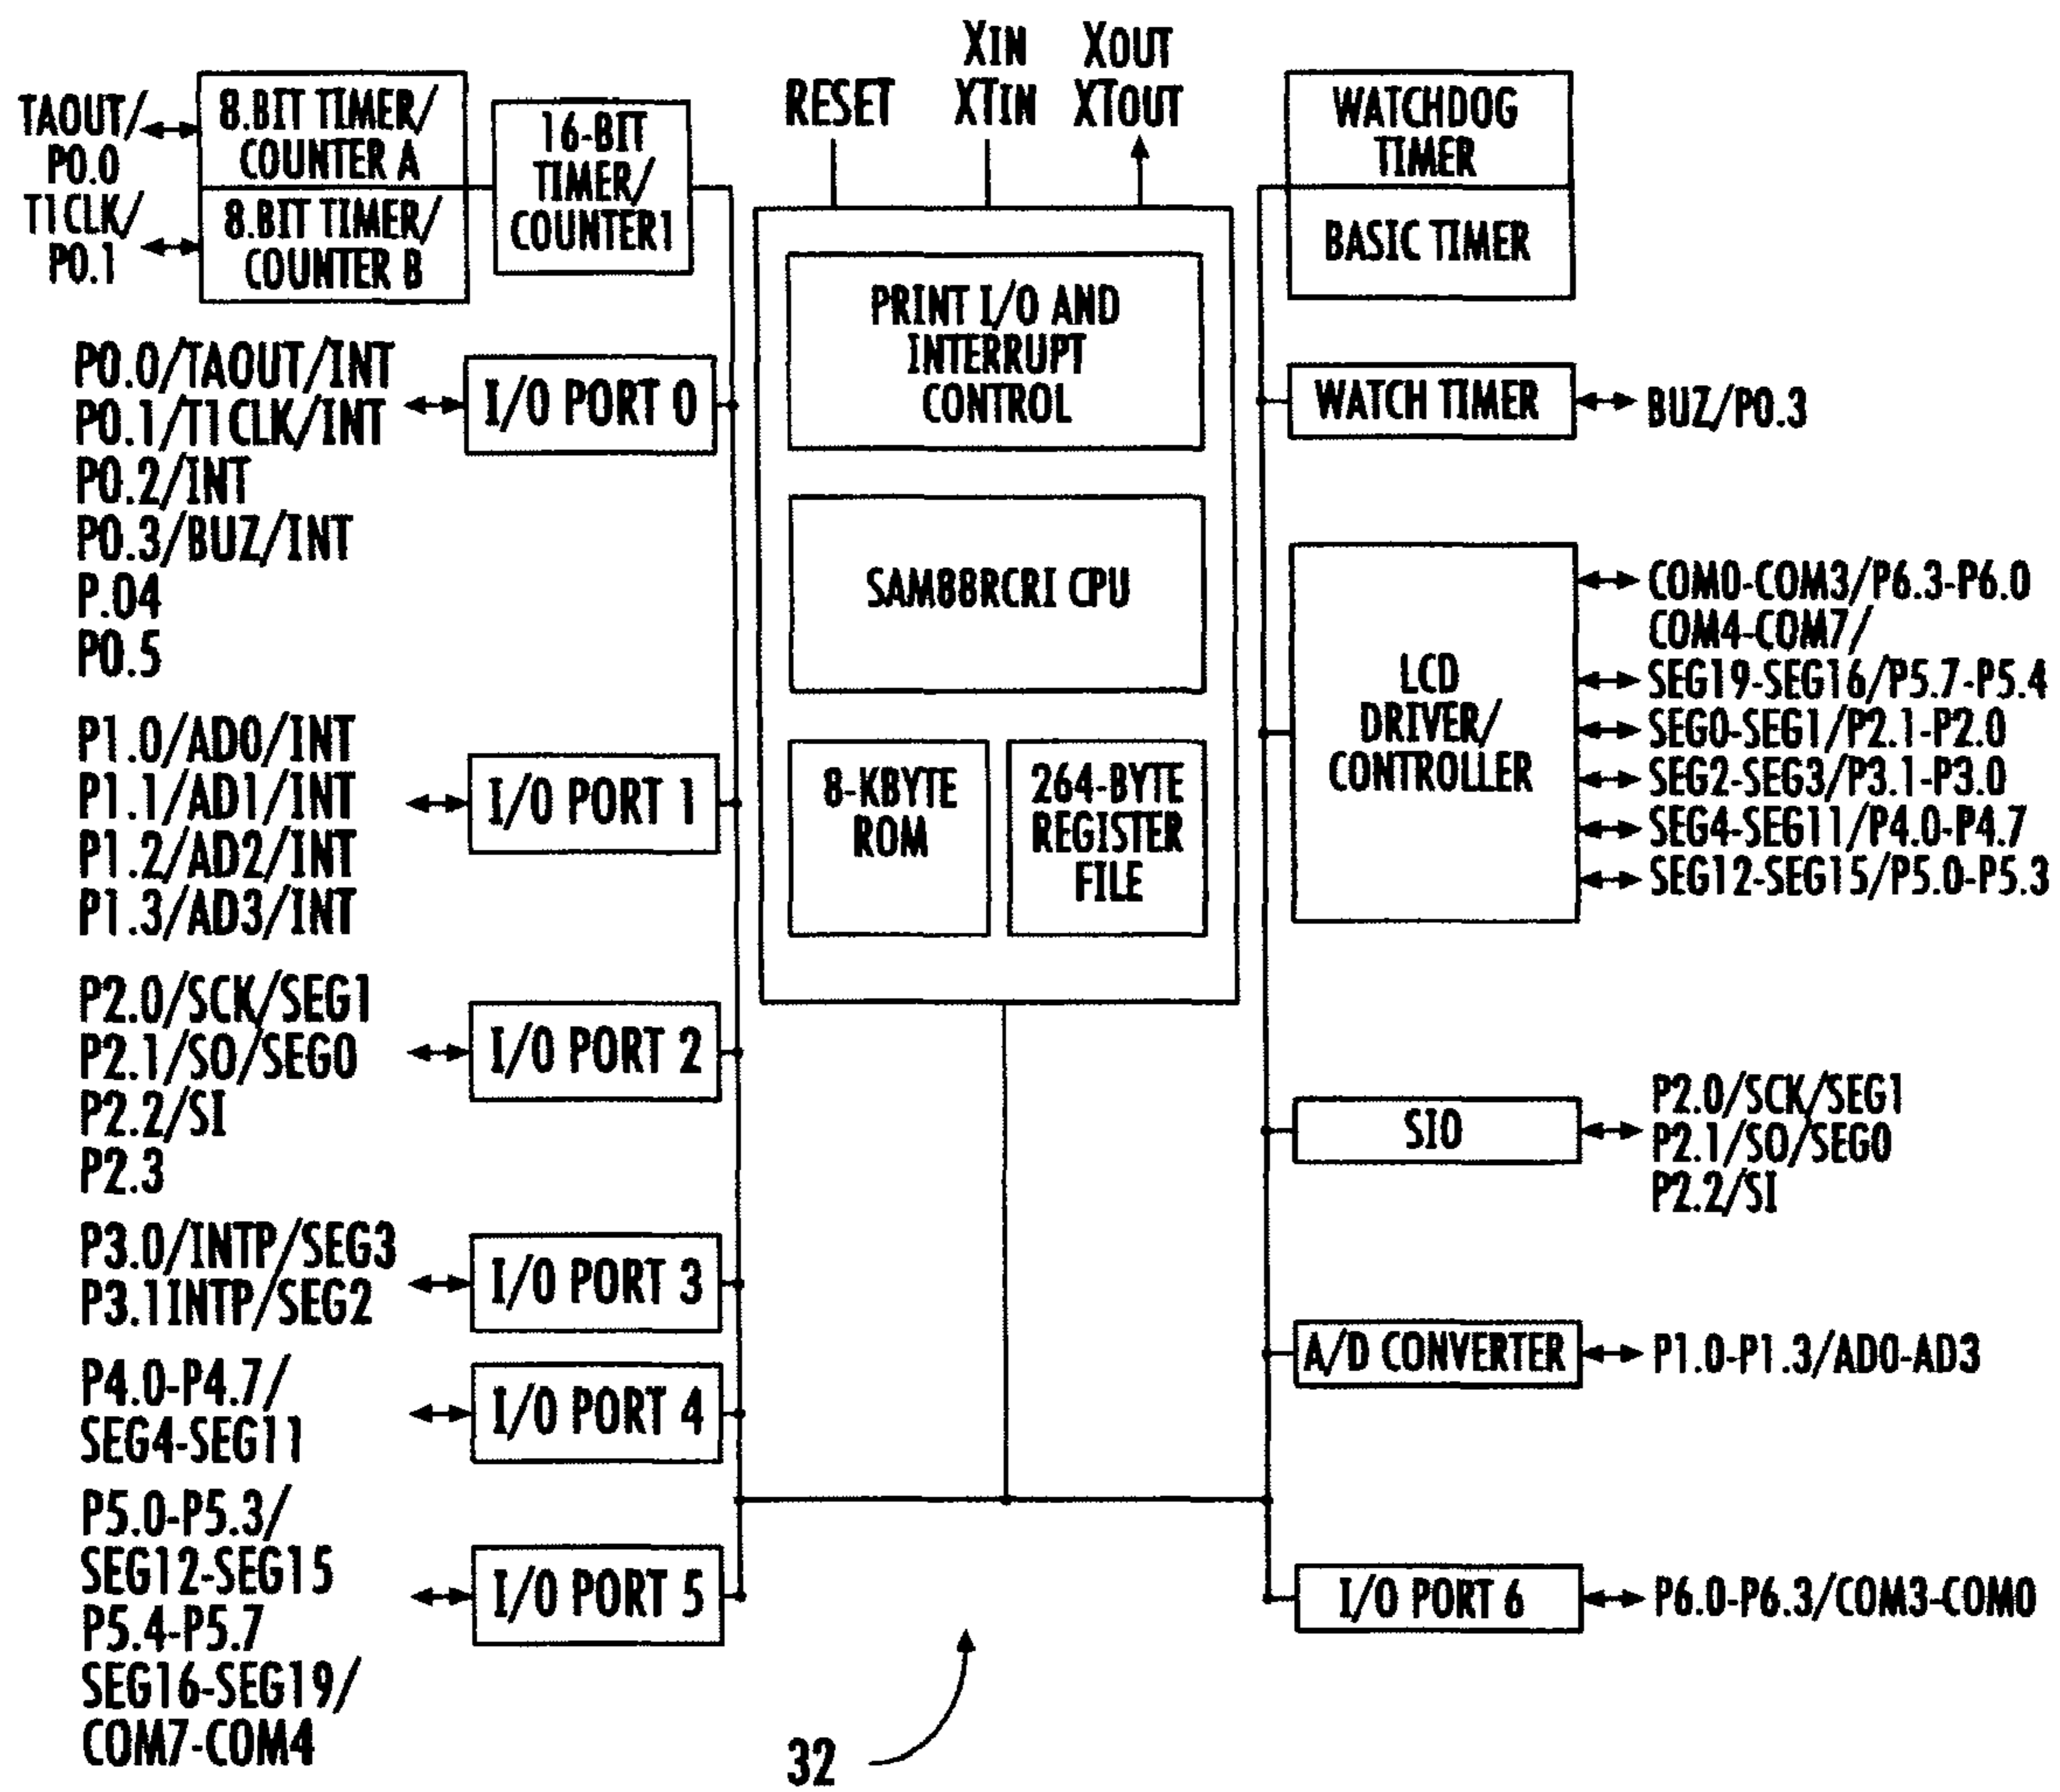 TAOUT/
P0.0
T1CLK/
P0.1
8.BIT TIMER/
COUNTER A
8.BIT TIMER/
COUNTER B
16-BIT
TIMER/
COUNTER1
P0.0/TAOUT/INT
P0.1/T1CLK/INT
P0.2/INT
P0.3/BUZ/INT
P.04
P0.5
I/O PORT 0
P1.0/AD0/INT
P1.1/AD1/INT
P1.2/AD2/INT
P1.3/AD3/INT
I/O PORT 1
P2.0/SCK/SEG1
P2.1/SO/SEG0
P2.2/SI
P2.3
I/O PORT 2
P3.0/INTP/SEG3
P3.1INTP/SEG2
I/O PORT 3
P4.0-P4.7/
SEG4-SEG11
I/O PORT 4
P5.0-P5.3/
SEG12-SEG15
P5.4-P5.7
SEG16-SEG19/
COM7-COM4
I/O PORT 5
RESET
XIN
XTIN
XOUT
XTOUT
PRINT I/O AND
INTERRUPT
CONTROL
SAM88RCRI CPU
8-KBYTE
ROM
264-BYTE
REGISTER
FILE
32
WATCHDOG
TIMER
BASIC TIMER
WATCH TIMER
BUZ/P0.3
LCD
DRIVER/
CONTROLLER
COM0-COM3/P6.3-P6.0
COM4-COM7/
SEG19-SEG16/P5.7-P5.4
SEG0-SEG1/P2.1-P2.0
SEG2-SEG3/P3.1-P3.0
SEG4-SEG11/P4.0-P4.7
SEG12-SEG15/P5.0-P5.3
SIO
P2.0/SCK/SEG1
P2.1/SO/SEG0
P2.2/SI
A/D CONVERTER
P1.0-P1.3/AD0-AD3
I/O PORT 6
P6.0-P6.3/COM3-COM0